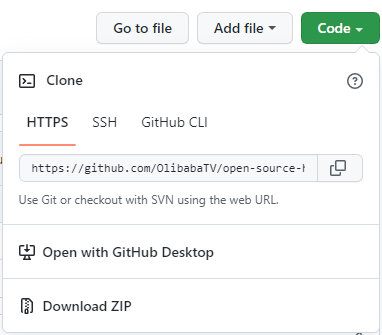 Go to file
Add file
Code
Clone
HTTPS
SSH
GitHub CLI
https://github.com/OlibabaTV/open-source-h
Use Git or checkout with SVN using the web URL.
Open with GitHub Desktop
Download ZIP